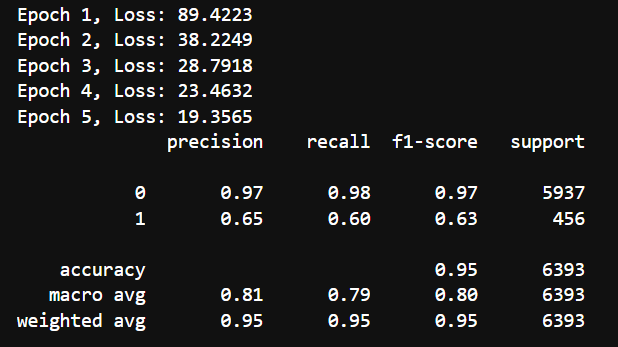 Epoch 1, Loss: 89.4223
Epoch 2, Loss: 38.2249
Epoch 3, Loss: 28.7918
Epoch 4, Loss: 23.4632
Epoch 5, Loss: 19.3565
              precision    recall  f1-score   support

           0       0.97      0.98      0.97      5937
           1       0.65      0.60      0.63       456

    accuracy                           0.95      6393
   macro avg       0.81      0.79      0.80      6393
weighted avg       0.95      0.95      0.95      6393